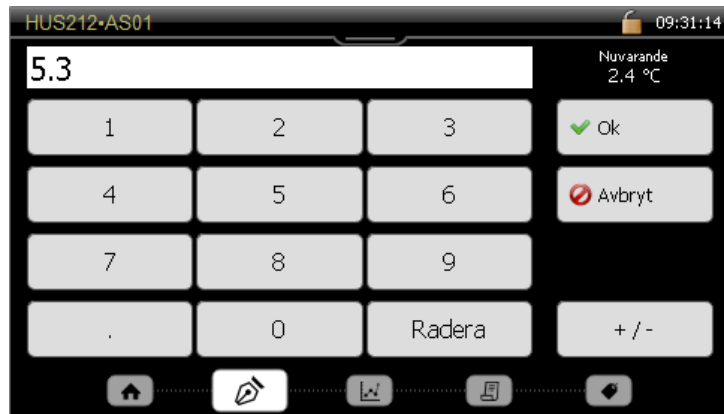 HUS212•AS01
09:31:14
5.3
Nuvarande
2.4 °C
1 2 3
Ok
4 5 6
Avbryt
7 8 9
. 0 Radera
+ / -